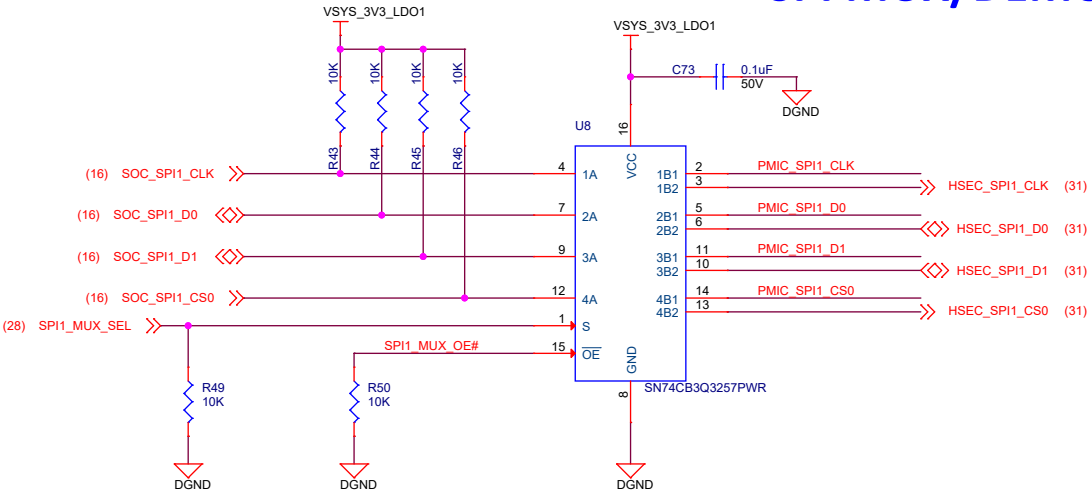 VSYS_3V3_LDO1
VSYS_3V3_LDO1
10K
10K
10K
10K
R43
R44
R45
R46
C73
0.1uF
50V
DGND
U8
16
VCC
(16) SOC_SPI1_CLK
4
1A
1B1
2
PMIC_SPI1_CLK
1B2
3
HSEC_SPI1_CLK (31)
(16) SOC_SPI1_D0
7
2A
2B1
5
PMIC_SPI1_D0
2B2
6
HSEC_SPI1_D0 (31)
(16) SOC_SPI1_D1
9
3A
3B1
11
PMIC_SPI1_D1
3B2
10
HSEC_SPI1_D1 (31)
(16) SOC_SPI1_CS0
12
4A
4B1
14
PMIC_SPI1_CS0
4B2
13
HSEC_SPI1_CS0 (31)
(28) SPI1_MUX_SEL
1
S
SPI1_MUX_OE#
15
OE
GND
8
SN74CB3Q3257PWR
R49
10K
R50
10K
DGND
DGND
DGND